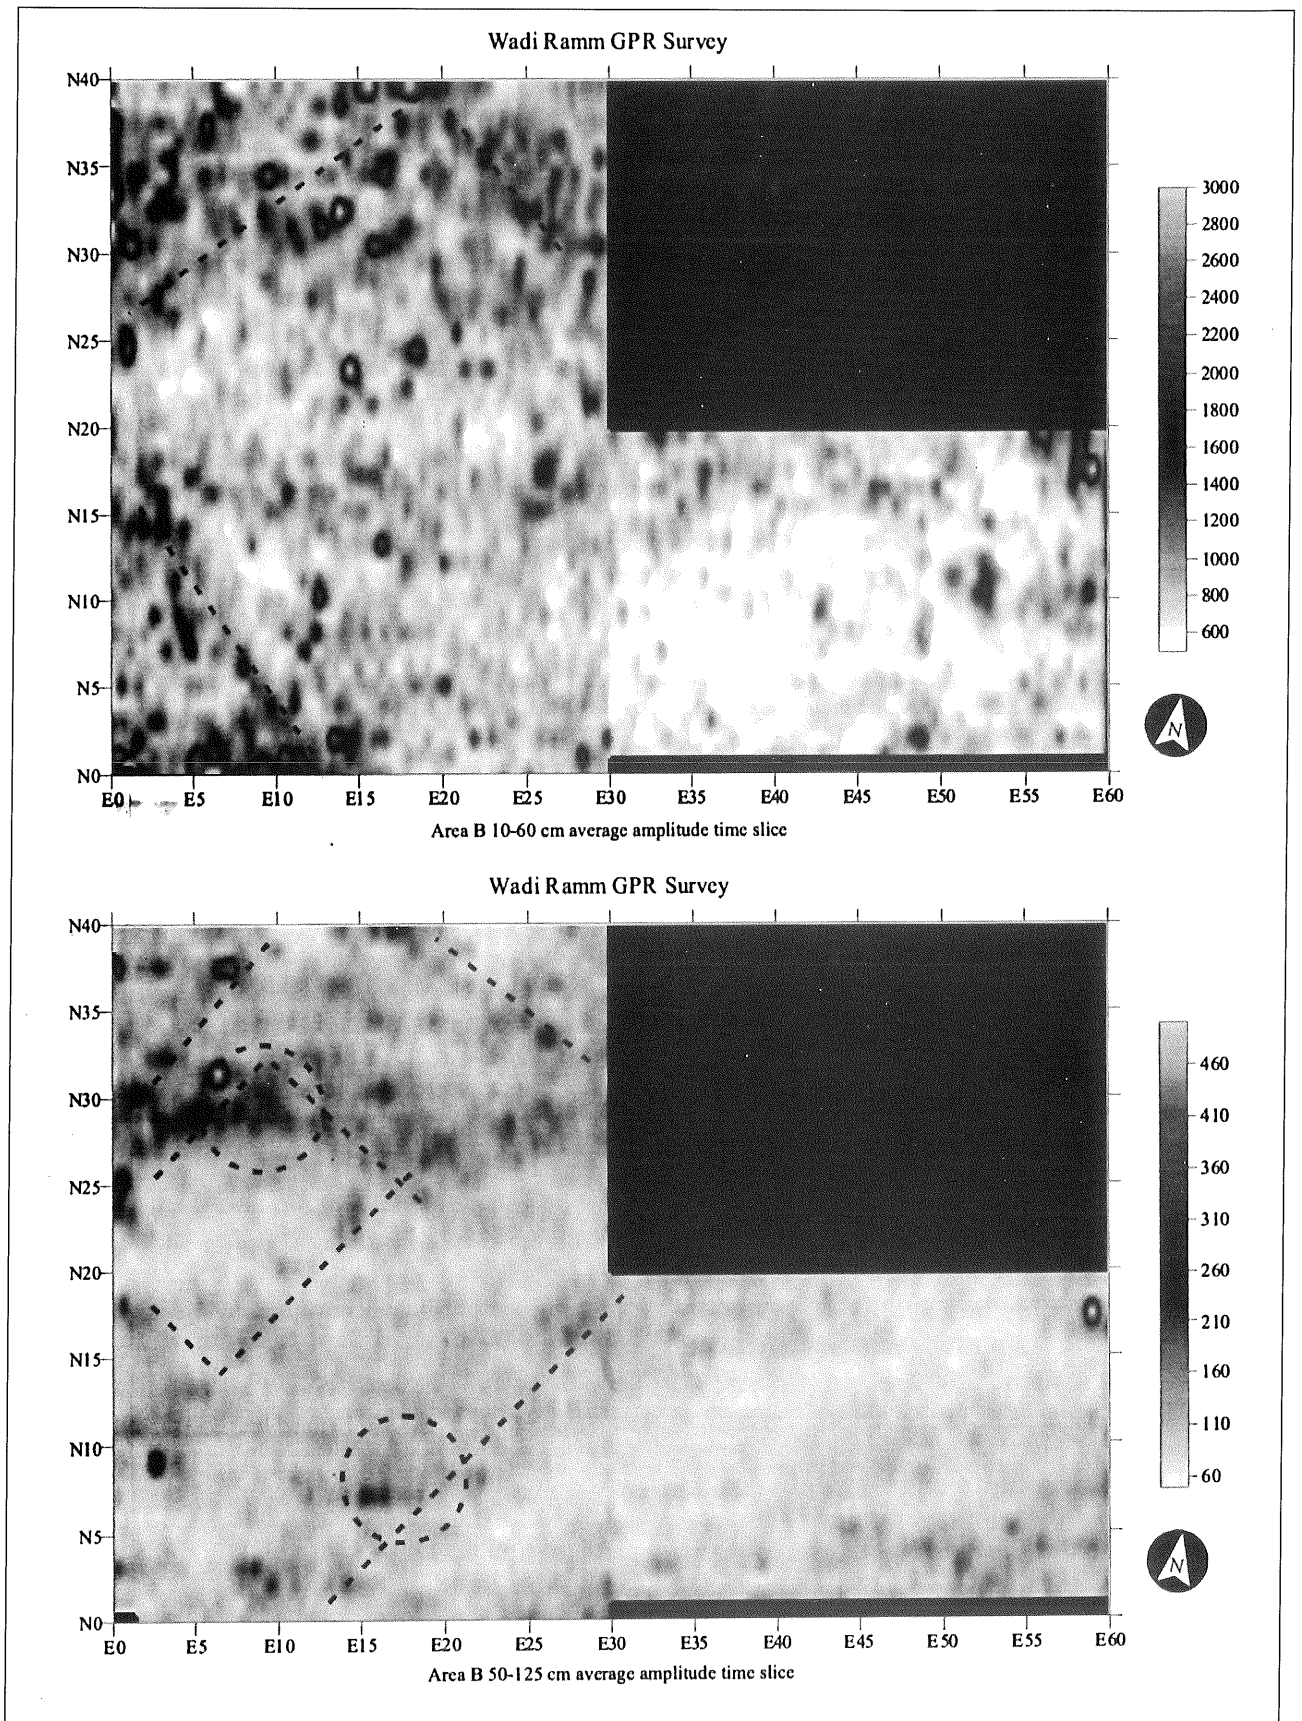 Wadi Ramm GPR Survey
N40
N35
N30
N25
N20
N15
N10
N5
N0
E0 E5 E10 E15 E20 E25 E30 E35 E40 E45 E50 E55 E60
3000
2800
2600
2400
2200
2000
1800
1600
1400
1200
1000
800
600
N
Area B 10-60 cm average amplitude time slice
Wadi Ramm GPR Survey
N40
N35
N30
N25
N20
N15
N10
N5
N0
E0 E5 E10 E15 E20 E25 E30 E35 E40 E45 E50 E55 E60
460
410
360
310
260
210
160
110
60
N
Area B 50-125 cm average amplitude time slice